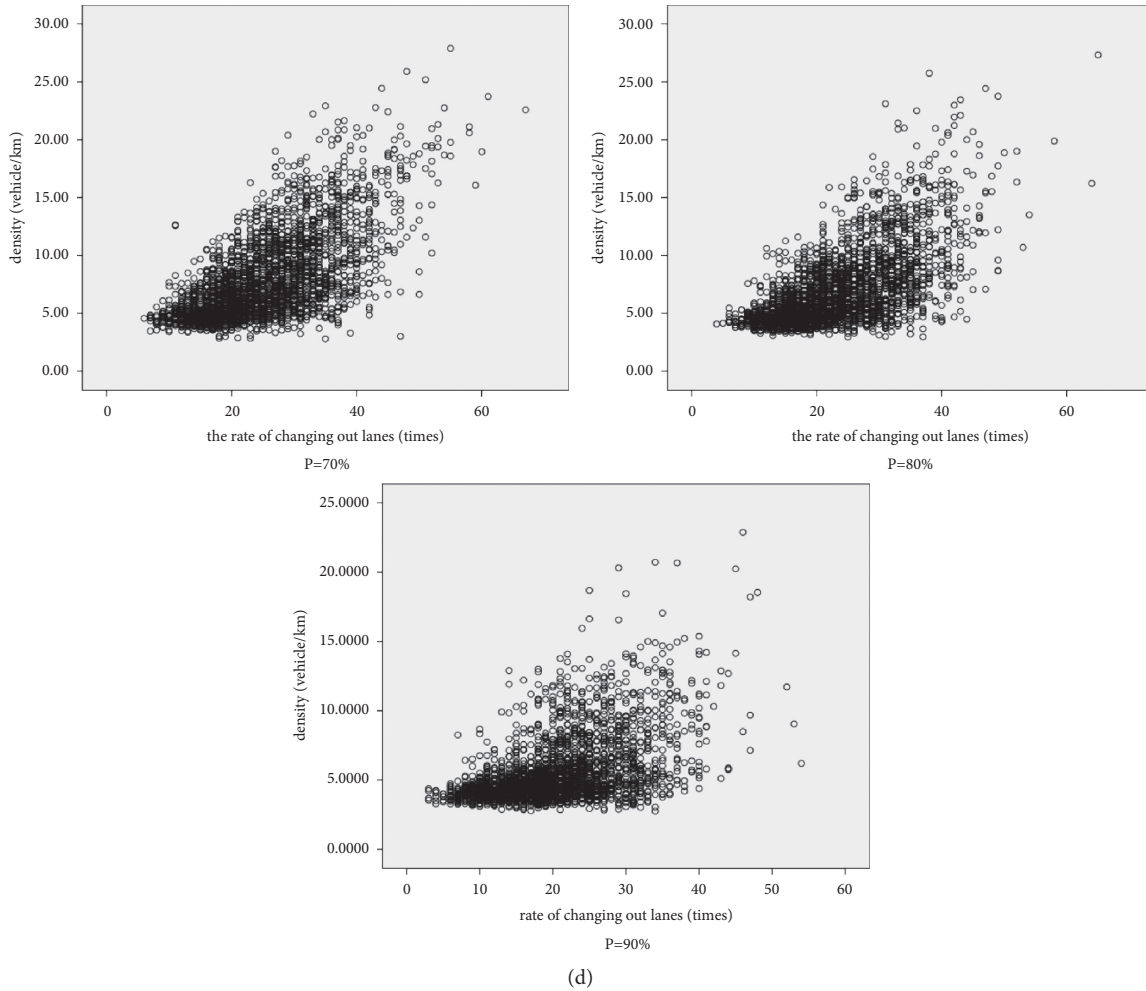 30.00
25.00
20.00
15.00
10.00
5.00
0.00
density (vehicle/km)
0 20 40 60
the rate of changing out lanes (times)
P=70%
30.00
25.00
20.00
15.00
10.00
5.00
0.00
density (vehicle/km)
0 20 40 60
the rate of changing out lanes (times)
P=80%
25.0000
20.0000
15.0000
10.0000
5.0000
0.0000
density (vehicle/km)
0 10 20 30 40 50 60
rate of changing out lanes (times)
P=90%
(d)